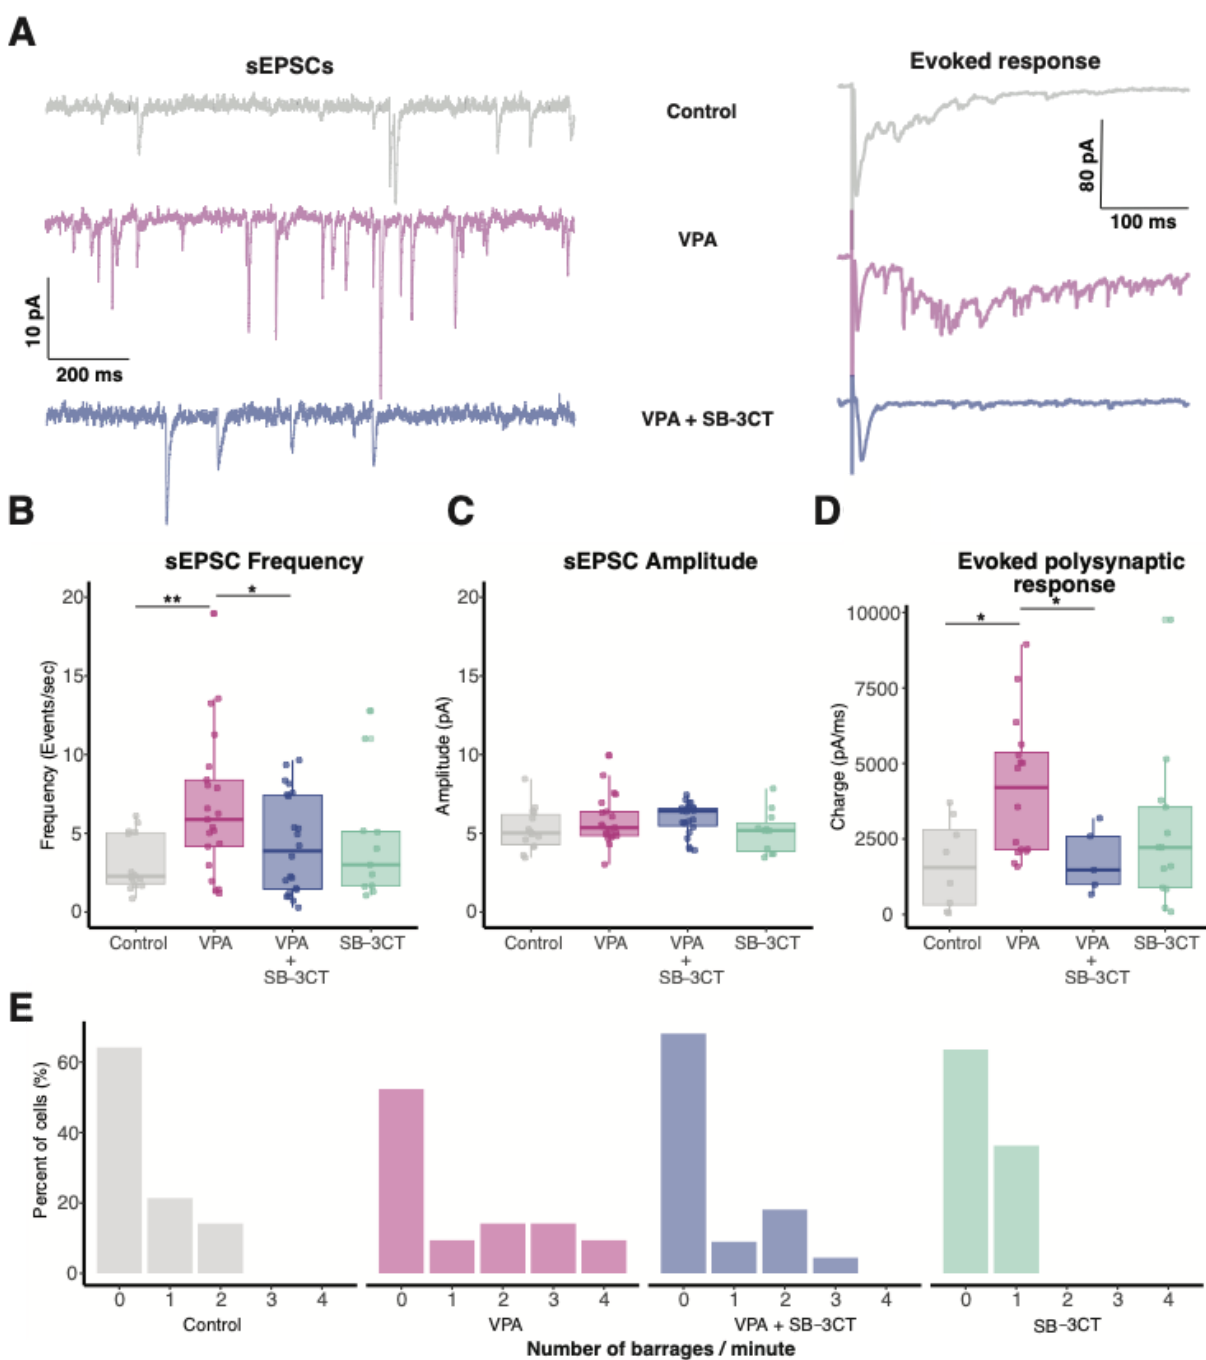 A
sEPSCs
Evoked response
Control
80 pA
100 ms
VPA
10 pA
200 ms
VPA + SB-3CT
B
C
D
sEPSC Frequency
**
*
Frequency (Events/sec)
20
15
10
5
0
Control
VPA
VPA
+
SB-3CT
SB-3CT
sEPSC Amplitude
Amplitude (pA)
20
15
10
5
0
Control
VPA
VPA
+
SB-3CT
SB-3CT
Evoked polysynaptic
response
*
*
Charge (pA/ms)
10000
7500
5000
2500
0
Control
VPA
VPA
+
SB-3CT
SB-3CT
E
Percent of cells (%)
60
40
20
0
0 1 2 3 4
Control
0 1 2 3 4
VPA
0 1 2 3 4
VPA + SB-3CT
0 1 2 3 4
SB-3CT
Number of barrages / minute